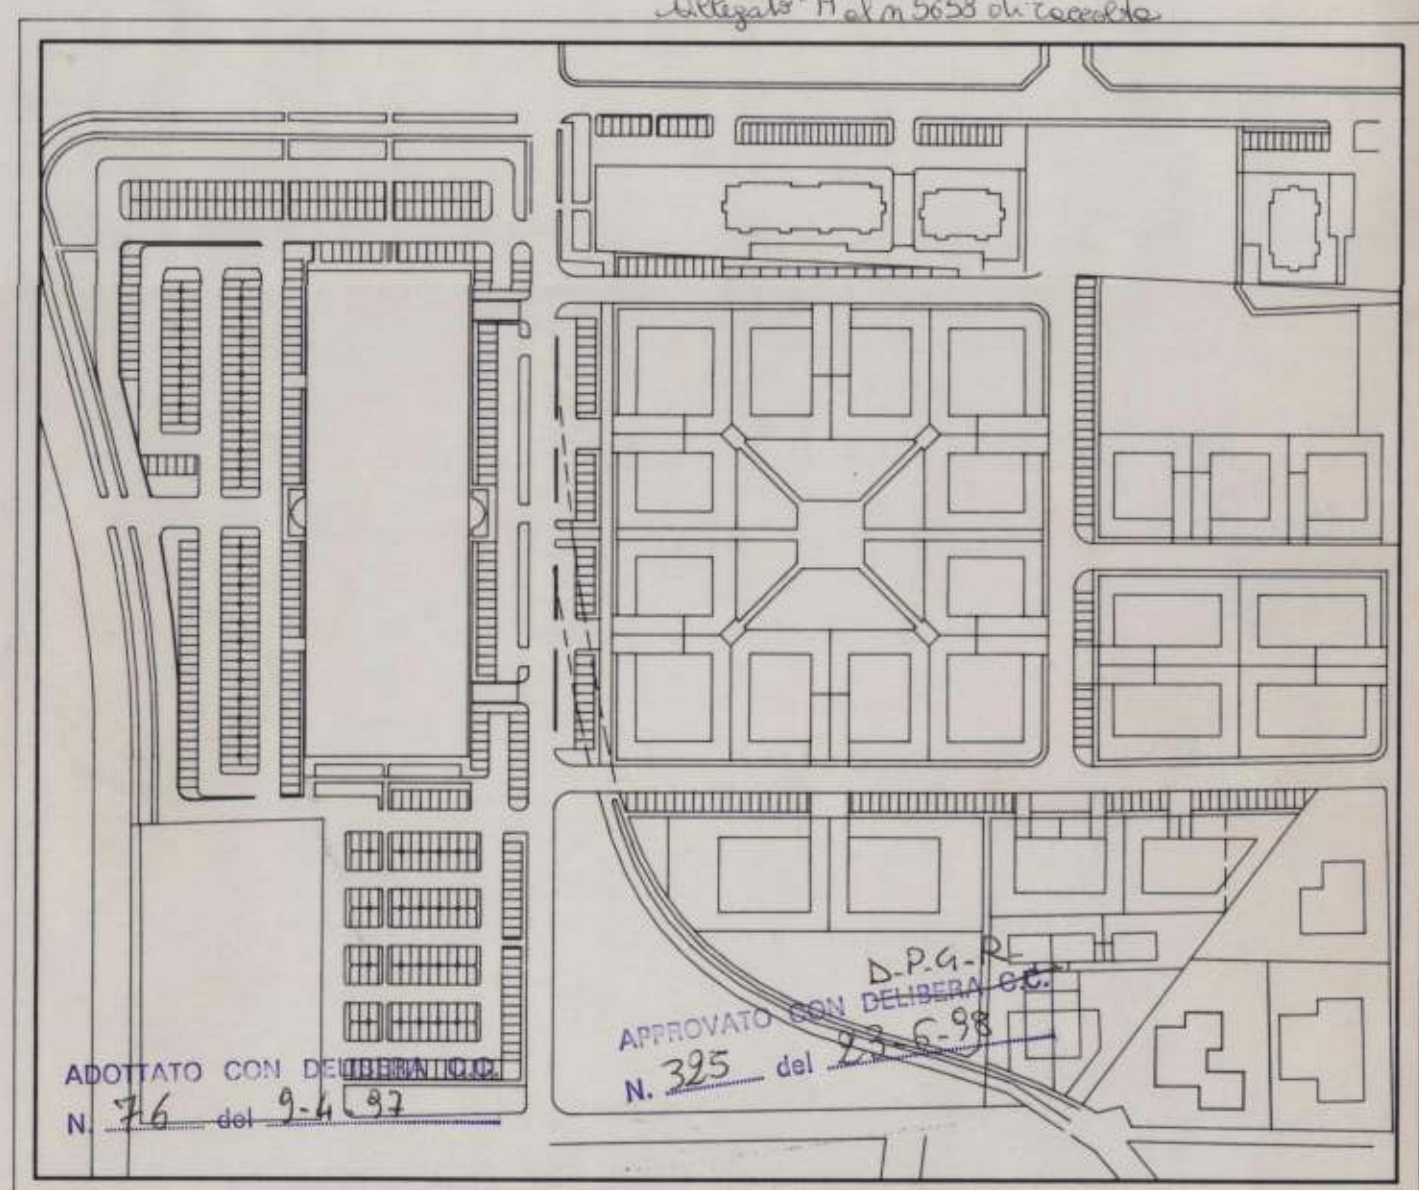 Allegato "A" al n 5658 di raccolta
D-P-G-R-
APPROVATO CON DELIBERA C.C.
N. 325 del 23-6-98
ADOTTATO CON DELIBERA C.C.
N. 76 del 9-4-97